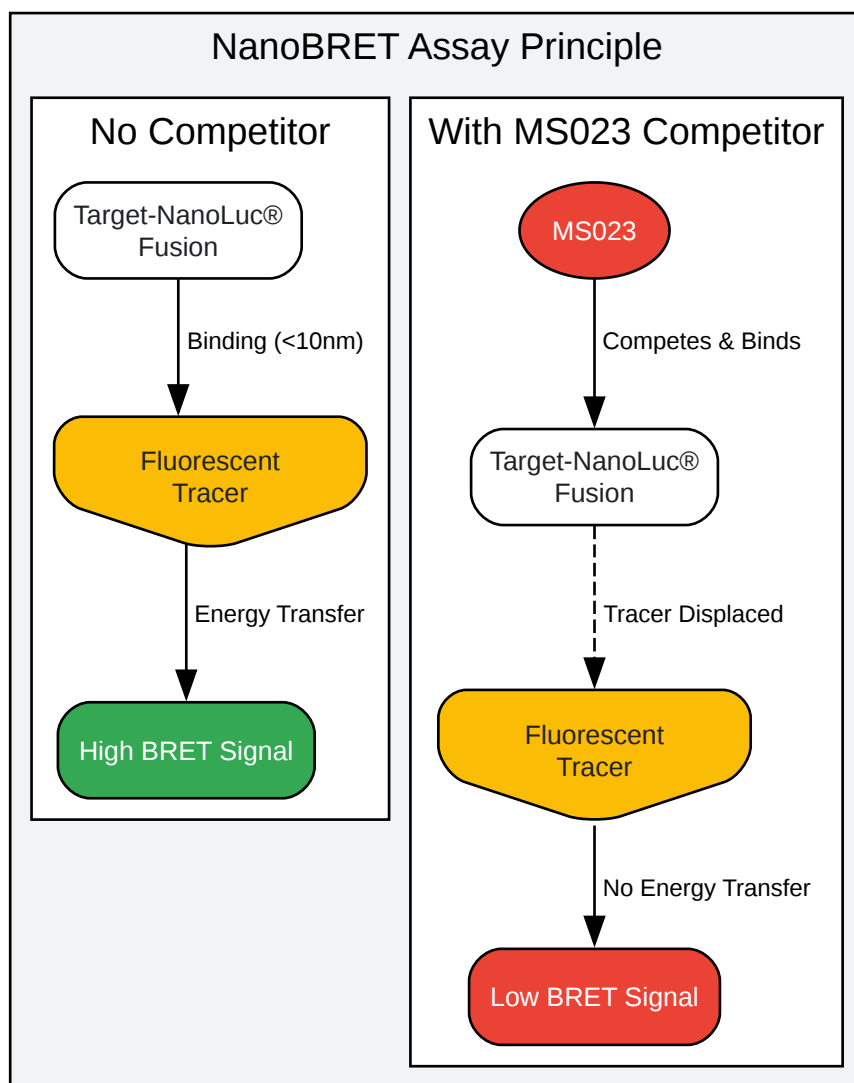 NanoBRET Assay Principle
No Competitor
Target-NanoLuc®
Fusion
Binding (<10nm)
Fluorescent
Tracer
Energy Transfer
High BRET Signal
With MS023 Competitor
MS023
Competes & Binds
Target-NanoLuc®
Fusion
Tracer Displaced
Fluorescent
Tracer
No Energy Transfer
Low BRET Signal